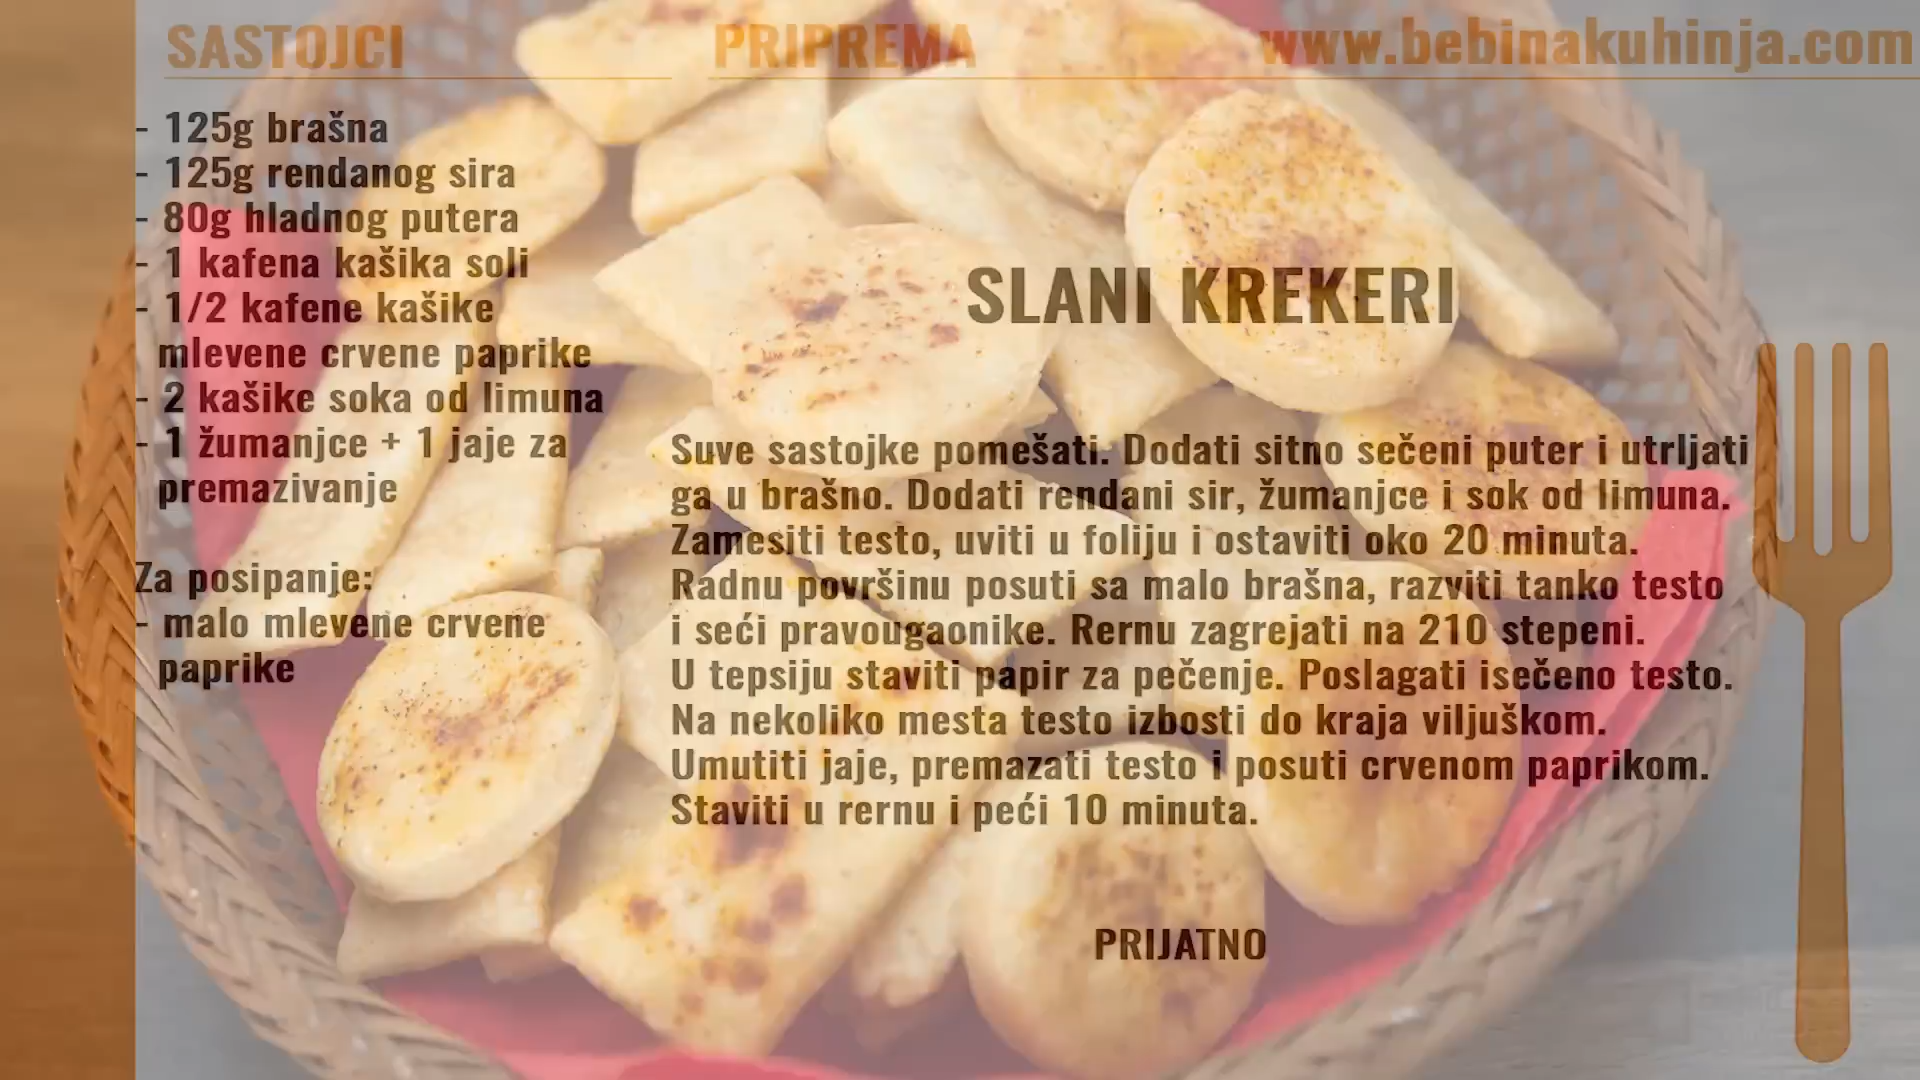 SASTOJCI
- 125g brašna
- 125g rendanog sira
- 80g hladnog putera
- 1 kafena kašika soli
- 1/2 kafene kašike
mlevene crvene paprike
- 2 kašike soka od limuna
- 1 žumanjce + 1 jaje za
premazivanje
Za posipanje:
- malo mlevene crvene
paprike
PRIPREMA
www.bebinakuhinja.com
SLANI KREKERI
Suve sastojke pomešati. Dodati sitno sečeni puter i utrljati
ga u brašno. Dodati rendani sir, žumanjce i sok od limuna.
Zamesiti testo, uviti u foliju i ostaviti oko 20 minuta.
Radnu površinu posuti sa malo brašna, razviti tanko testo
i seći pravougaonike. Rernu zagrejati na 210 stepeni.
U tepsiju staviti papir za pečenje. Poslagati isečeno testo.
Na nekoliko mesta testo izbosti do kraja viljuškom.
Umutiti jaje, premazati testo i posuti crvenom paprikom.
Staviti u rernu i peći 10 minuta.
PRIJATNO